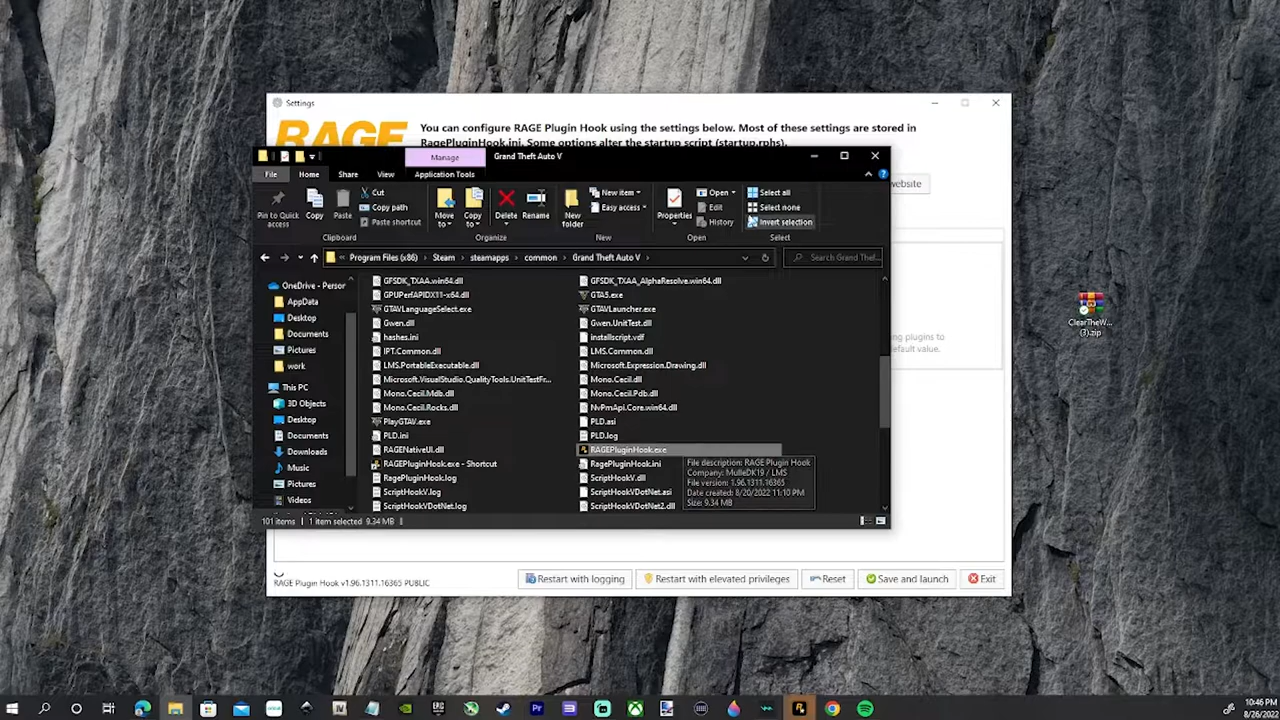 Settings
RAGE
You can configure RAGE Plugin Hook using the settings below. Most of these settings are stored in
RagePluginHook.ini. Some options alter the startup script (startup.rphs).
ebsite
Manage
Grand Theft Auto V
File
Home
Share
View
Application Tools
Pin to Quick
access
Copy
Paste
Cut
Copy path
Paste shortcut
Clipboard
Move
to
Copy
to
Delete
Rename
Organize
New
folder
New item
Easy access
New
Properties
Open
Edit
History
Open
Select all
Select none
Invert selection
Select
« Program Files (x86) › Steam › steamapps › common › Grand Theft Auto V ›
Search Grand Thef...
OneDrive - Person
AppData
Desktop
Documents
Pictures
work
This PC
3D Objects
Desktop
Documents
Downloads
Music
Pictures
Videos
GFSDK_TXAA.win64.dll
GFSDK_TXAA_AlphaResolve.win64.dll
GPUPerfAPIDX11-x64.dll
GTA5.exe
GTAVLanguageSelect.exe
GTAVLauncher.exe
Gwen.dll
Gwen.UnitTest.dll
hashes.ini
installscript.vdf
IPT.Common.dll
LMS.Common.dll
LMS.PortableExecutable.dll
Microsoft.Expression.Drawing.dll
Microsoft.VisualStudio.QualityTools.UnitTestFr...
Mono.Cecil.dll
Mono.Cecil.Mdb.dll
Mono.Cecil.Pdb.dll
Mono.Cecil.Rocks.dll
NvPmApi.Core.win64.dll
PlayGTAV.exe
PLD.asi
PLD.ini
PLD.log
RAGENativeUI.dll
RAGEPluginHook.exe
RAGEPluginHook.exe - Shortcut
RagePluginHook.ini
RagePluginHook.log
ScriptHookV.dll
ScriptHookV.log
ScriptHookVDotNet.asi
ScriptHookVDotNet.log
ScriptHookVDotNet2.dll
File description: RAGE Plugin Hook
Company: MulleDK19 / LMS
File version: 1.96.1311.16365
Date created: 8/20/2022 11:10 PM
Size: 9.34 MB
101 items
1 item selected 9.34 MB
ing plugins to
default value.
RAGE Plugin Hook v1.96.1311.16365 PUBLIC
Restart with logging
Restart with elevated privileges
Reset
Save and launch
Exit
ClearTheW...
(3).zip
10:46 PM
8/26/2022